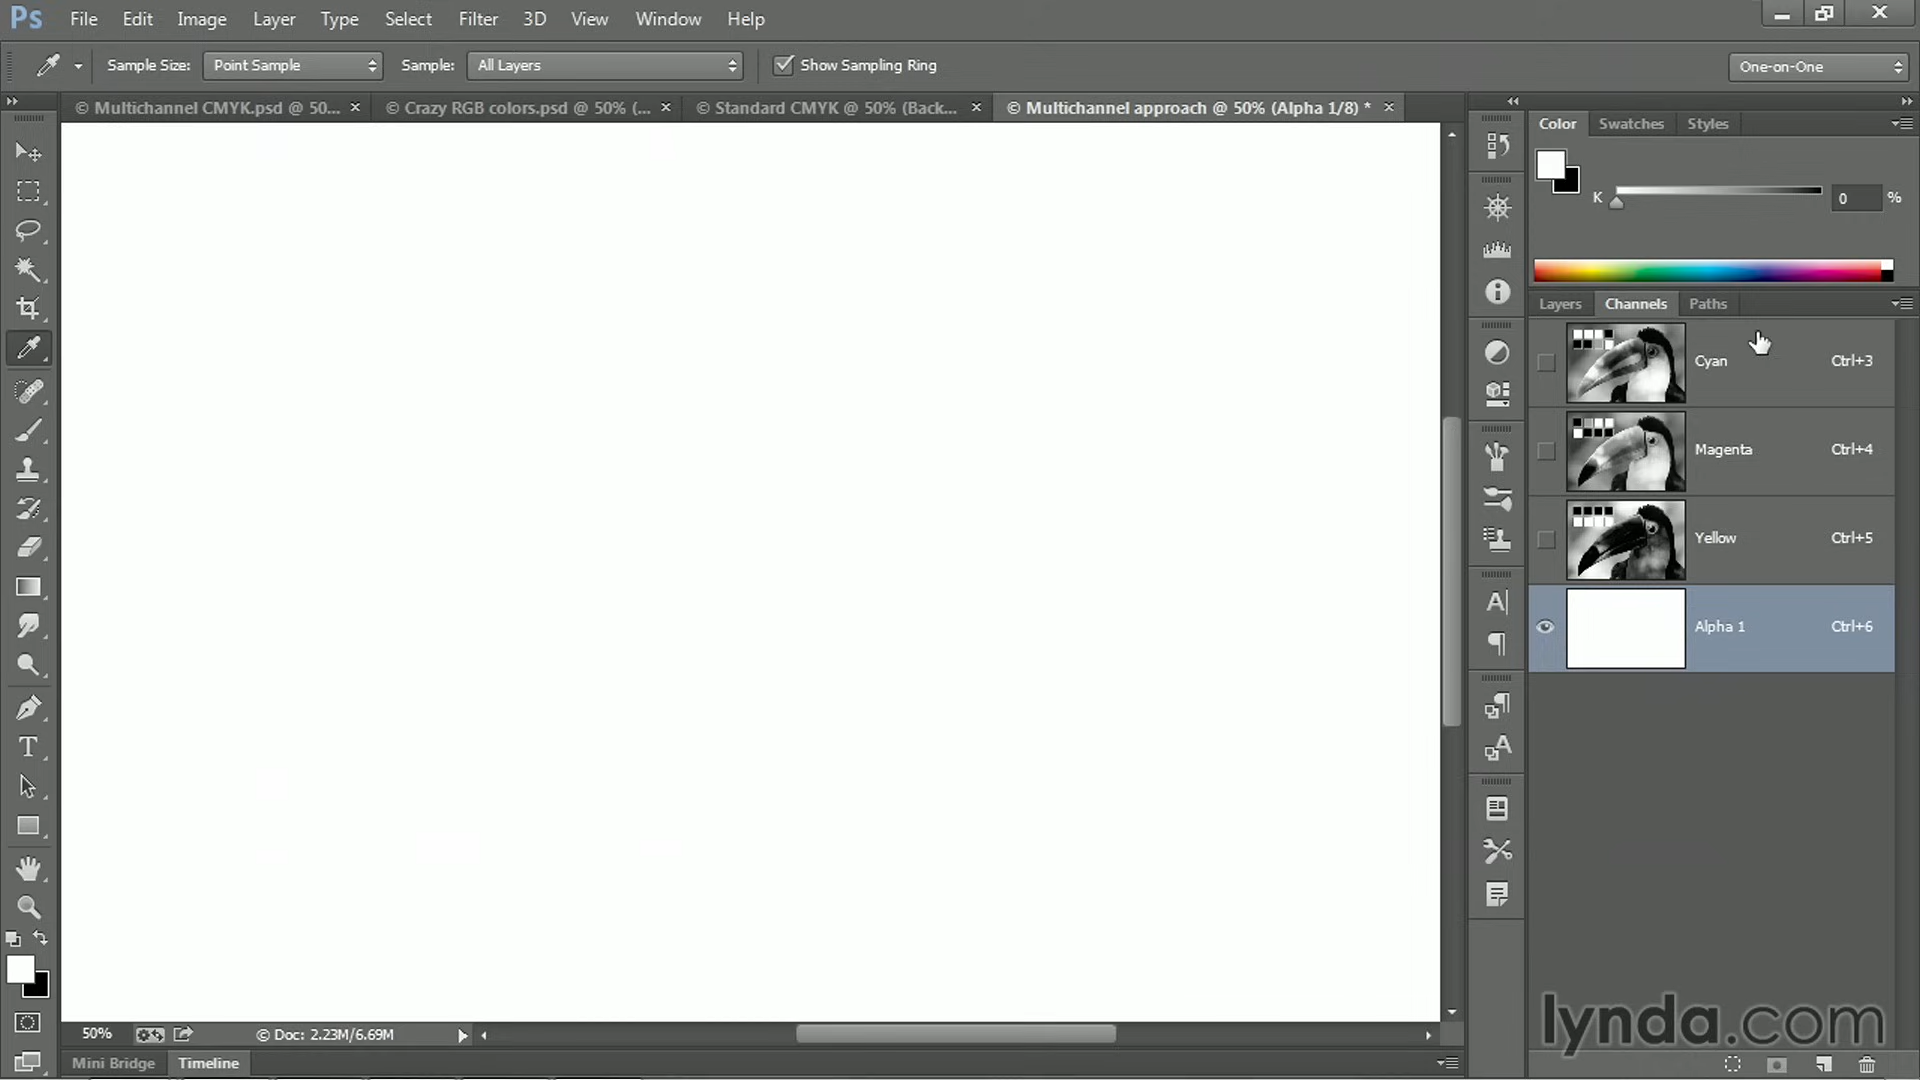 Ps File Edit Image Layer Type Select Filter 3D View Window Help
Sample Size: Point Sample Sample: All Layers Show Sampling Ring One-on-One
© Multichannel CMYK.psd @ 50... × © Crazy RGB colors.psd @ 50% (... × © Standard CMYK @ 50% (Back... × © Multichannel approach @ 50% (Alpha 1/8) * ×
Color Swatches Styles
K 0 %
Layers Channels Paths
Cyan Ctrl+3
Magenta Ctrl+4
Yellow Ctrl+5
Alpha 1 Ctrl+6
50% © Doc: 2.23M/6.69M
Mini Bridge Timeline
lynda.com